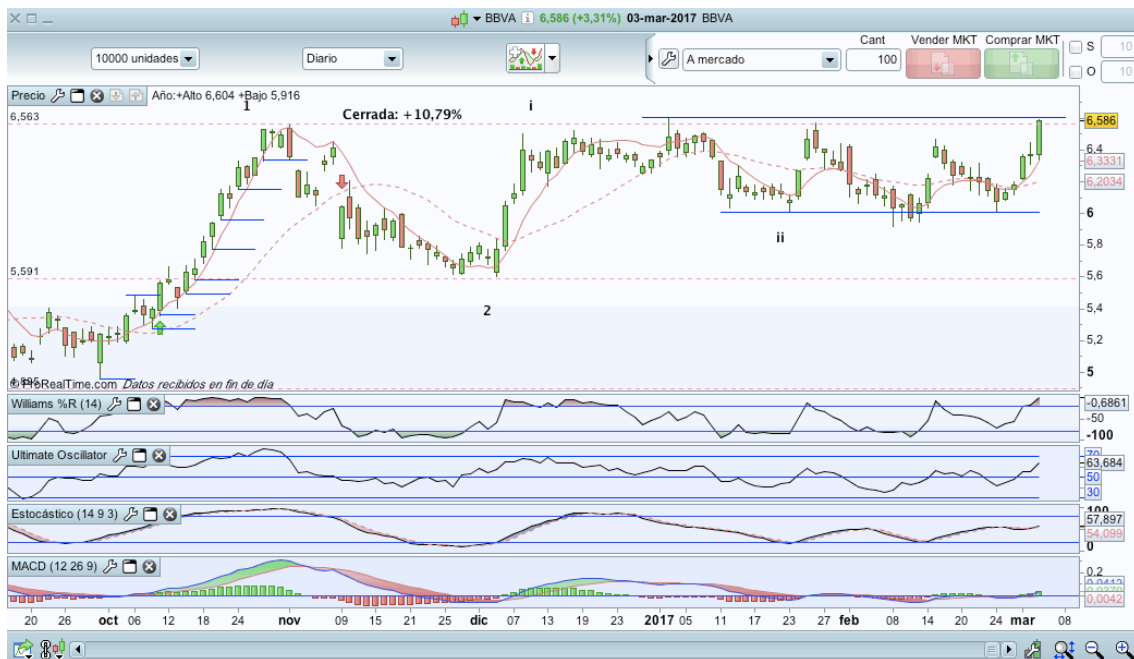 BBVA 6,586 (+3,31%) 03-mar-2017 BBVA
10000 unidades
Diario
A mercado
Cant
100
Vender MKT
Comprar MKT
S 10
O 10
Precio Año:+Alto 6,604 +Bajo 5,916
1
Cerrada: +10,79%
i
6,563
6,586
6,4
6,3331
6,2034
6
ii
5,8
5,591
5,6
2
5,4
5,2
5
© ProRealTime.com Datos recibidos en fin de día
Williams %R (14)
-0,6861
-50
-100
Ultimate Oscillator
70
63,684
50
30
Estocástico (14 9 3)
100
57,897
54,099
0
MACD (12 26 9)
0,2
0,0042
20 26 oct 06 12 18 24 nov 09 15 21 25 dic 07 13 19 23 2017 05 11 17 23 27 feb 08 14 20 24 mar 08